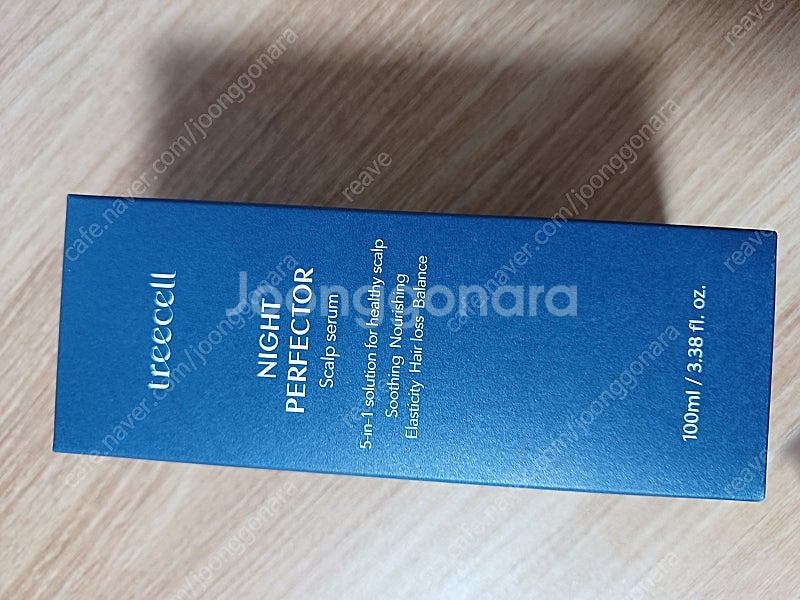 treecell
NIGHT
PERFECTOR
Scalp serum
5-in-1 solution for healthy scalp
Soothing Nourishing
Elasticity Hair loss Balance
100ml / 3.38 fl. oz.
Joonggonara
cafe.naver.com/joonggonara
reave